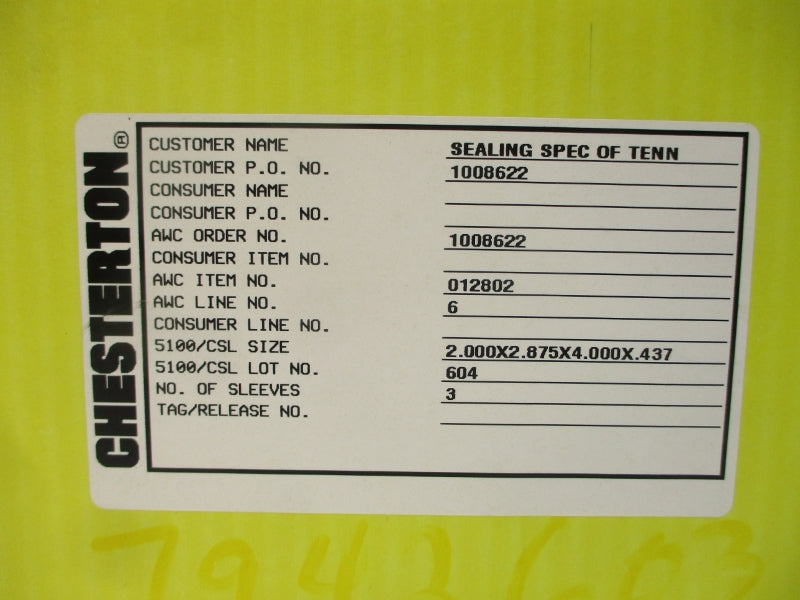 CHESTERTON®
CUSTOMER NAME SEALING SPEC OF TENN
CUSTOMER P.O. NO. 1008622
CONSUMER NAME
CONSUMER P.O. NO.
AWC ORDER NO. 1008622
CONSUMER ITEM NO.
AWC ITEM NO. 012802
AWC LINE NO. 6
CONSUMER LINE NO.
5100/CSL SIZE 2.000X2.875X4.000X.437
5100/CSL LOT NO. 604
NO. OF SLEEVES 3
TAG/RELEASE NO.